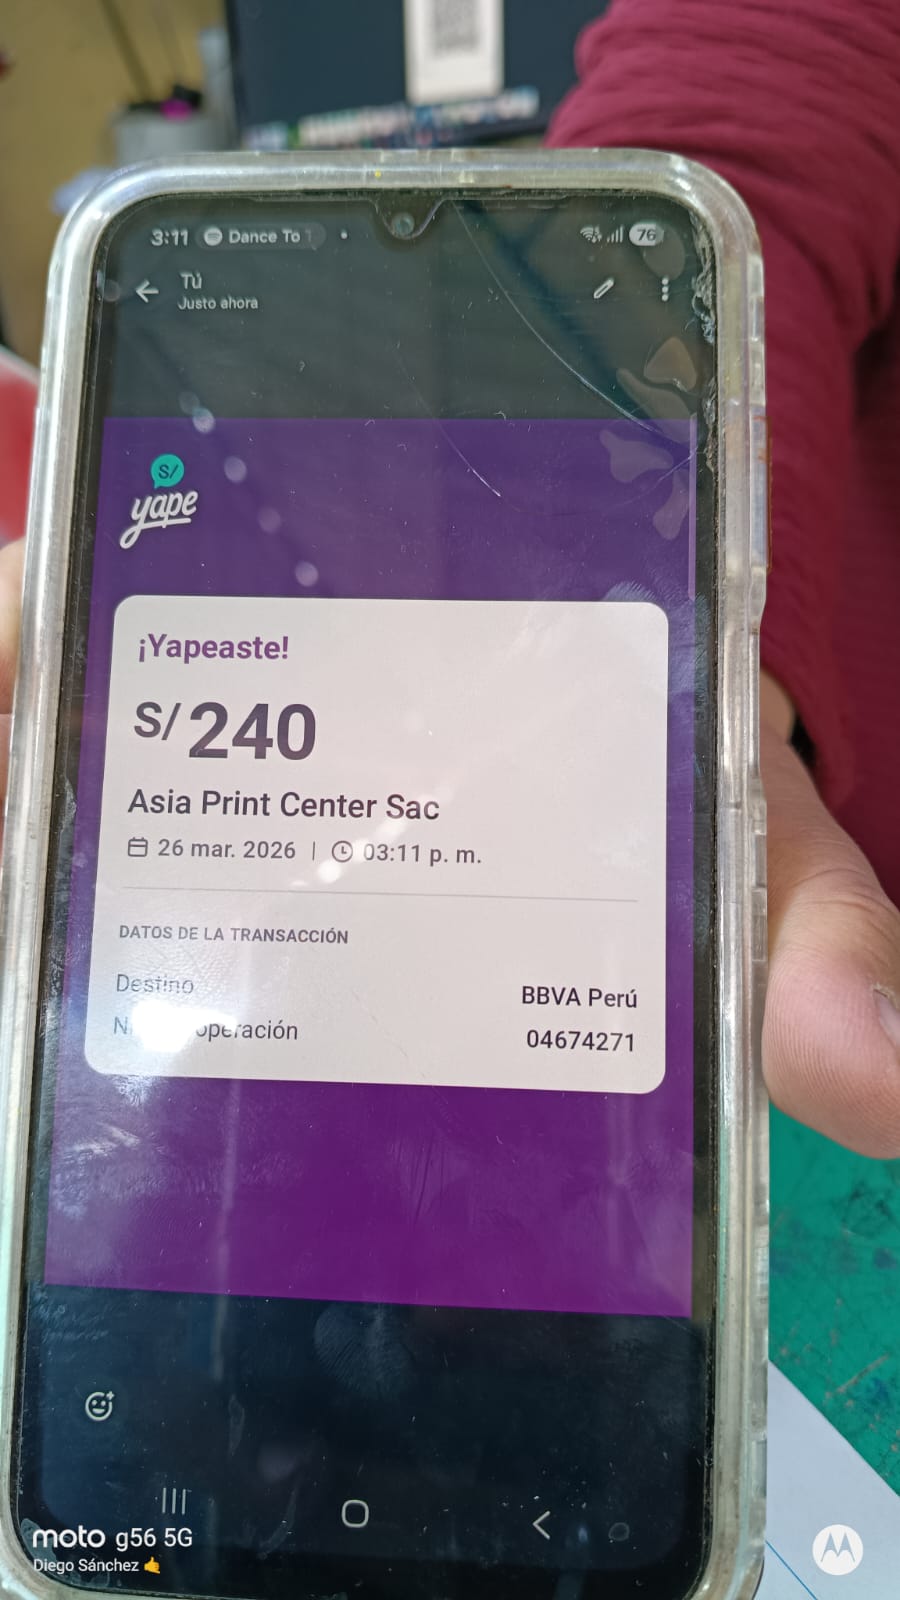 3:11 Dance To
76
Tú
Justo ahora
S/
yape
¡Yapeaste!
S/ 240
Asia Print Center Sac
26 mar. 2026 | 03:11 p. m.
DATOS DE LA TRANSACCIÓN
Destino BBVA Perú
operación 04674271
moto g56 5G
Diego Sánchez 🤙